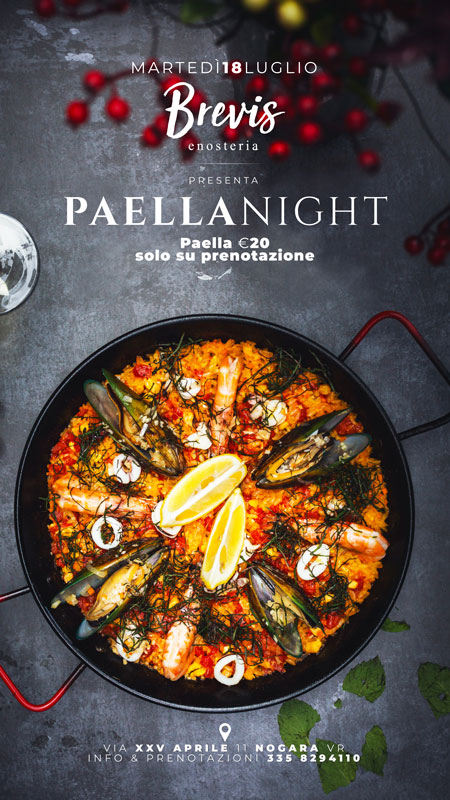 MARTEDÌ18LUGLIO
Brevis
enosteria
PRESENTA
PAELLANIGHT
Paella €20
solo su prenotazione
VIA XXV APRILE 11 NOGARA VR
INFO & PRENOTAZIONI 335 8294110